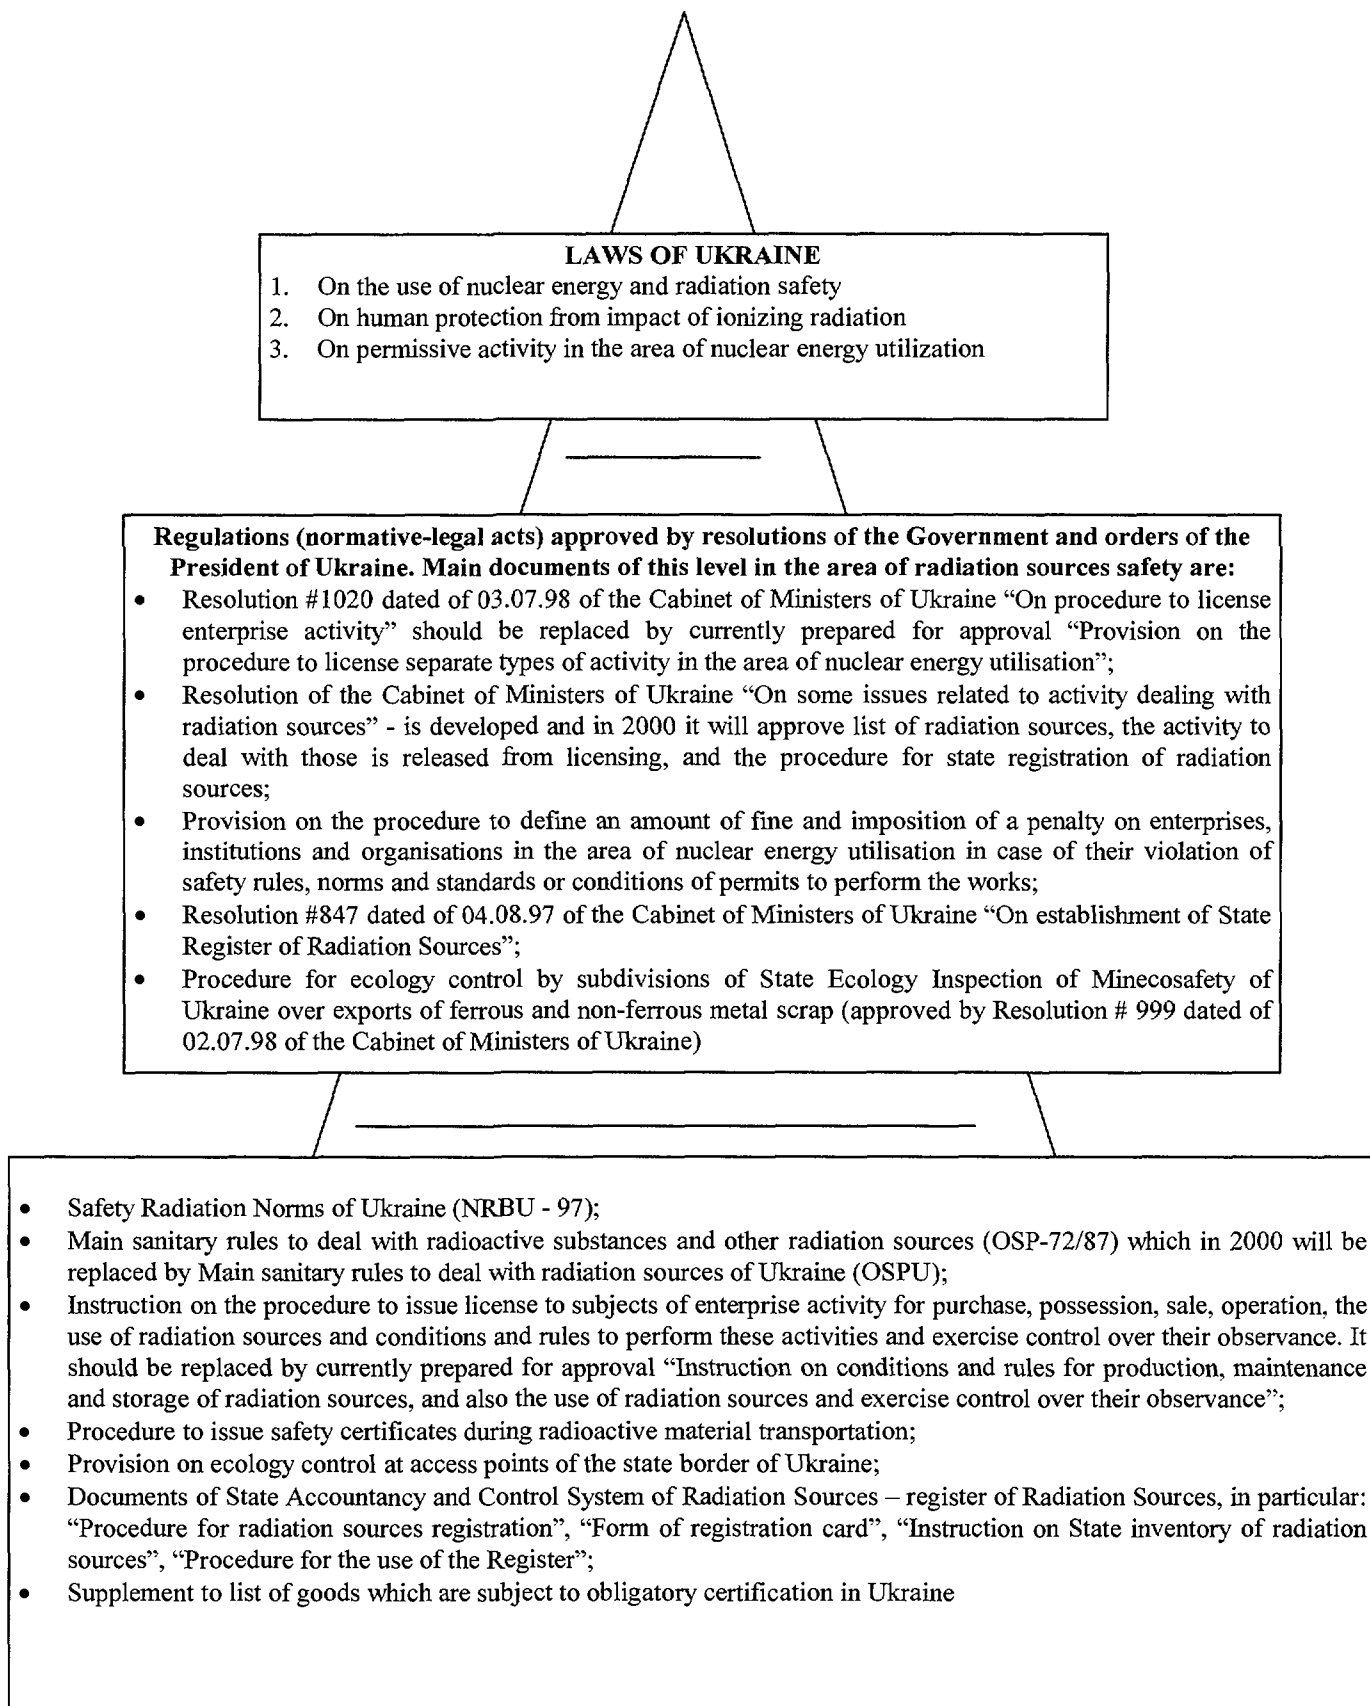 LAWS OF UKRAINE
1. On the use of nuclear energy and radiation safety
2. On human protection from impact of ionizing radiation
3. On permissive activity in the area of nuclear energy utilization
Regulations (normative-legal acts) approved by resolutions of the Government and orders of the
President of Ukraine. Main documents of this level in the area of radiation sources safety are:
• Resolution #1020 dated of 03.07.98 of the Cabinet of Ministers of Ukraine “On procedure to license
enterprise activity” should be replaced by currently prepared for approval “Provision on the
procedure to license separate types of activity in the area of nuclear energy utilisation”;
• Resolution of the Cabinet of Ministers of Ukraine “On some issues related to activity dealing with
radiation sources” - is developed and in 2000 it will approve list of radiation sources, the activity to
deal with those is released from licensing, and the procedure for state registration of radiation
sources;
• Provision on the procedure to define an amount of fine and imposition of a penalty on enterprises,
institutions and organisations in the area of nuclear energy utilisation in case of their violation of
safety rules, norms and standards or conditions of permits to perform the works;
• Resolution #847 dated of 04.08.97 of the Cabinet of Ministers of Ukraine “On establishment of State
Register of Radiation Sources”;
• Procedure for ecology control by subdivisions of State Ecology Inspection of Minecosafety of
Ukraine over exports of ferrous and non-ferrous metal scrap (approved by Resolution # 999 dated of
02.07.98 of the Cabinet of Ministers of Ukraine)
• Safety Radiation Norms of Ukraine (NRBU - 97);
• Main sanitary rules to deal with radioactive substances and other radiation sources (OSP-72/87) which in 2000 will be
replaced by Main sanitary rules to deal with radiation sources of Ukraine (OSPU);
• Instruction on the procedure to issue license to subjects of enterprise activity for purchase, possession, sale, operation, the
use of radiation sources and conditions and rules to perform these activities and exercise control over their observance. It
should be replaced by currently prepared for approval “Instruction on conditions and rules for production, maintenance
and storage of radiation sources, and also the use of radiation sources and exercise control over their observance”;
• Procedure to issue safety certificates during radioactive material transportation;
• Provision on ecology control at access points of the state border of Ukraine;
• Documents of State Accountancy and Control System of Radiation Sources – register of Radiation Sources, in particular:
“Procedure for radiation sources registration”, “Form of registration card”, “Instruction on State inventory of radiation
sources”, “Procedure for the use of the Register”;
• Supplement to list of goods which are subject to obligatory certification in Ukraine